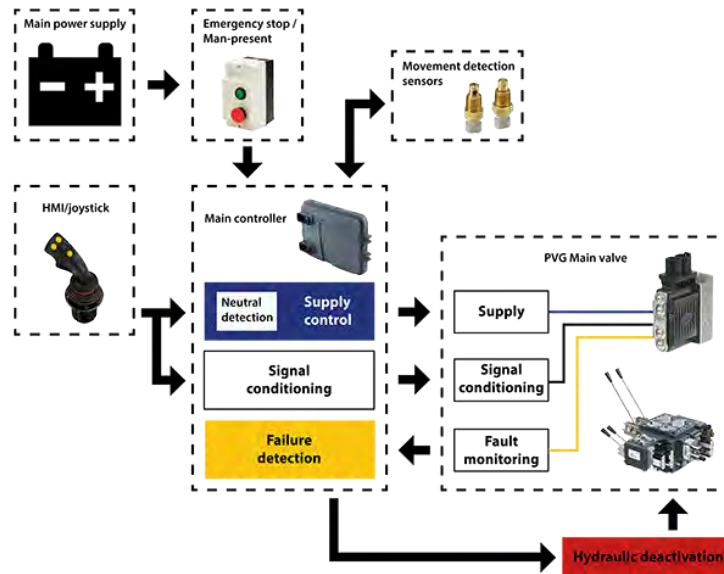 Main power supply
Emergency stop /
Man-present
Movement detection
sensors
HMI/joystick
Main controller
Neutral
detection
Supply
control
Signal
conditioning
Failure
detection
PVG Main valve
Supply
Signal
conditioning
Fault
monitoring
Hydraulic deactivation